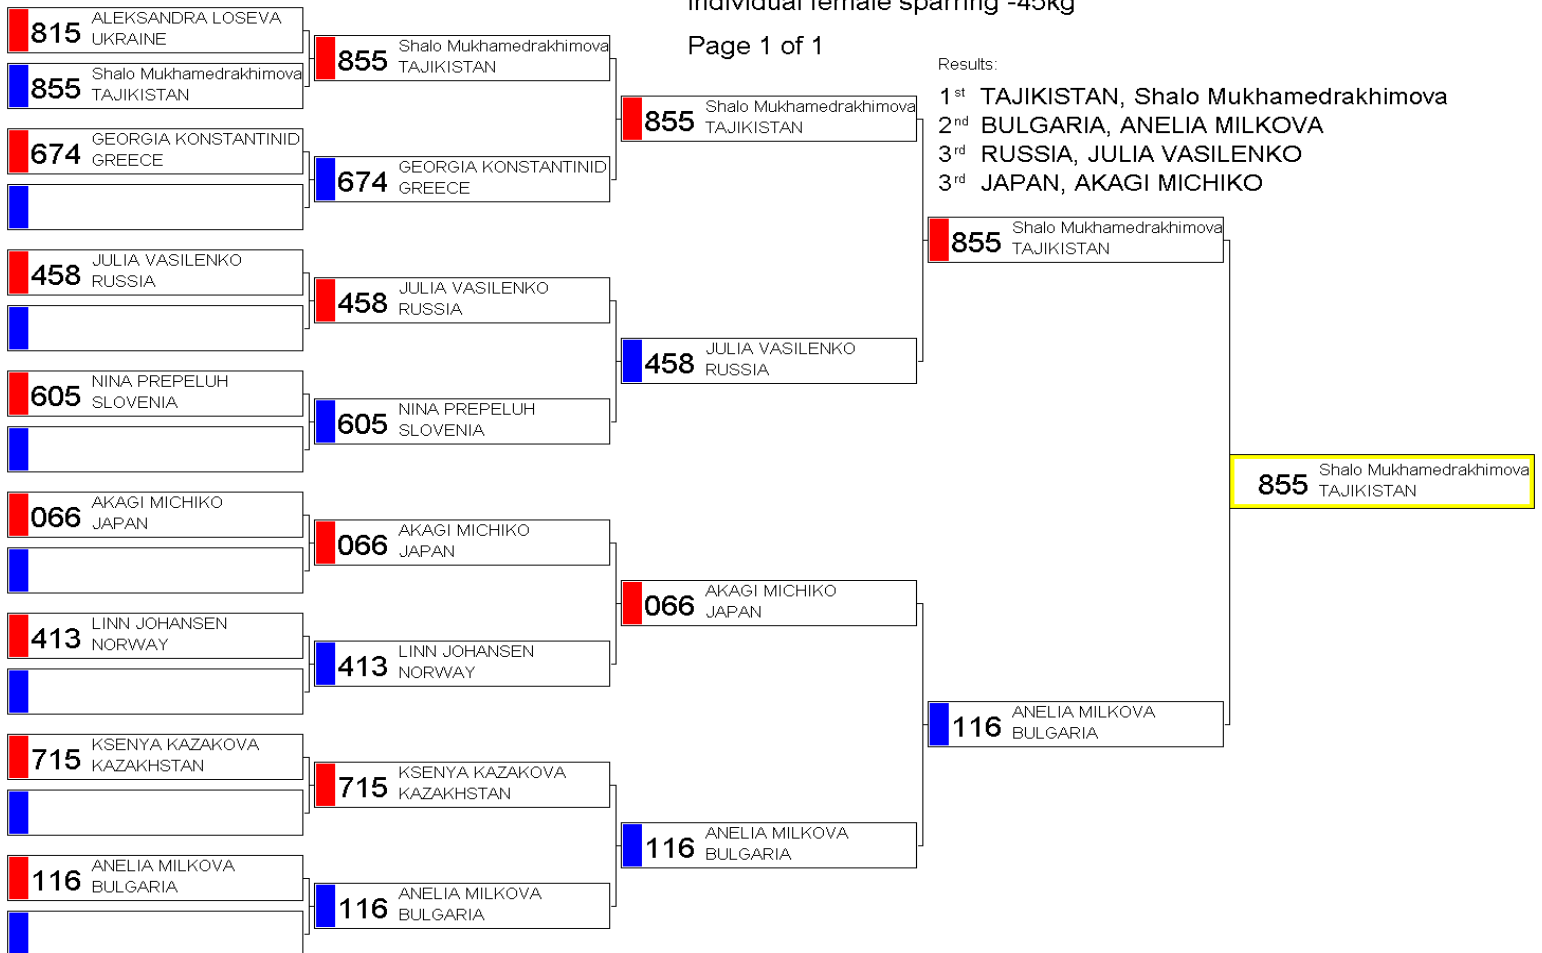 Individual female sparring -45kg
Page 1 of 1
Results:
1st TAJIKISTAN, Shalo Mukhamedrakhimova
2nd BULGARIA, ANELIA MILKOVA
3rd RUSSIA, JULIA VASILENKO
3rd JAPAN, AKAGI MICHIKO
815 ALEKSANDRA LOSEVA
UKRAINE
855 Shalo Mukhamedrakhimova
TAJIKISTAN
674 GEORGIA KONSTANTINID
GREECE
458 JULIA VASILENKO
RUSSIA
605 NINA PREPELUH
SLOVENIA
066 AKAGI MICHIKO
JAPAN
413 LINN JOHANSEN
NORWAY
715 KSENYA KAZAKOVA
KAZAKHSTAN
116 ANELIA MILKOVA
BULGARIA
855 Shalo Mukhamedrakhimova
TAJIKISTAN
674 GEORGIA KONSTANTINID
GREECE
458 JULIA VASILENKO
RUSSIA
605 NINA PREPELUH
SLOVENIA
066 AKAGI MICHIKO
JAPAN
413 LINN JOHANSEN
NORWAY
715 KSENYA KAZAKOVA
KAZAKHSTAN
116 ANELIA MILKOVA
BULGARIA
855 Shalo Mukhamedrakhimova
TAJIKISTAN
458 JULIA VASILENKO
RUSSIA
066 AKAGI MICHIKO
JAPAN
116 ANELIA MILKOVA
BULGARIA
855 Shalo Mukhamedrakhimova
TAJIKISTAN
116 ANELIA MILKOVA
BULGARIA
855 Shalo Mukhamedrakhimova
TAJIKISTAN